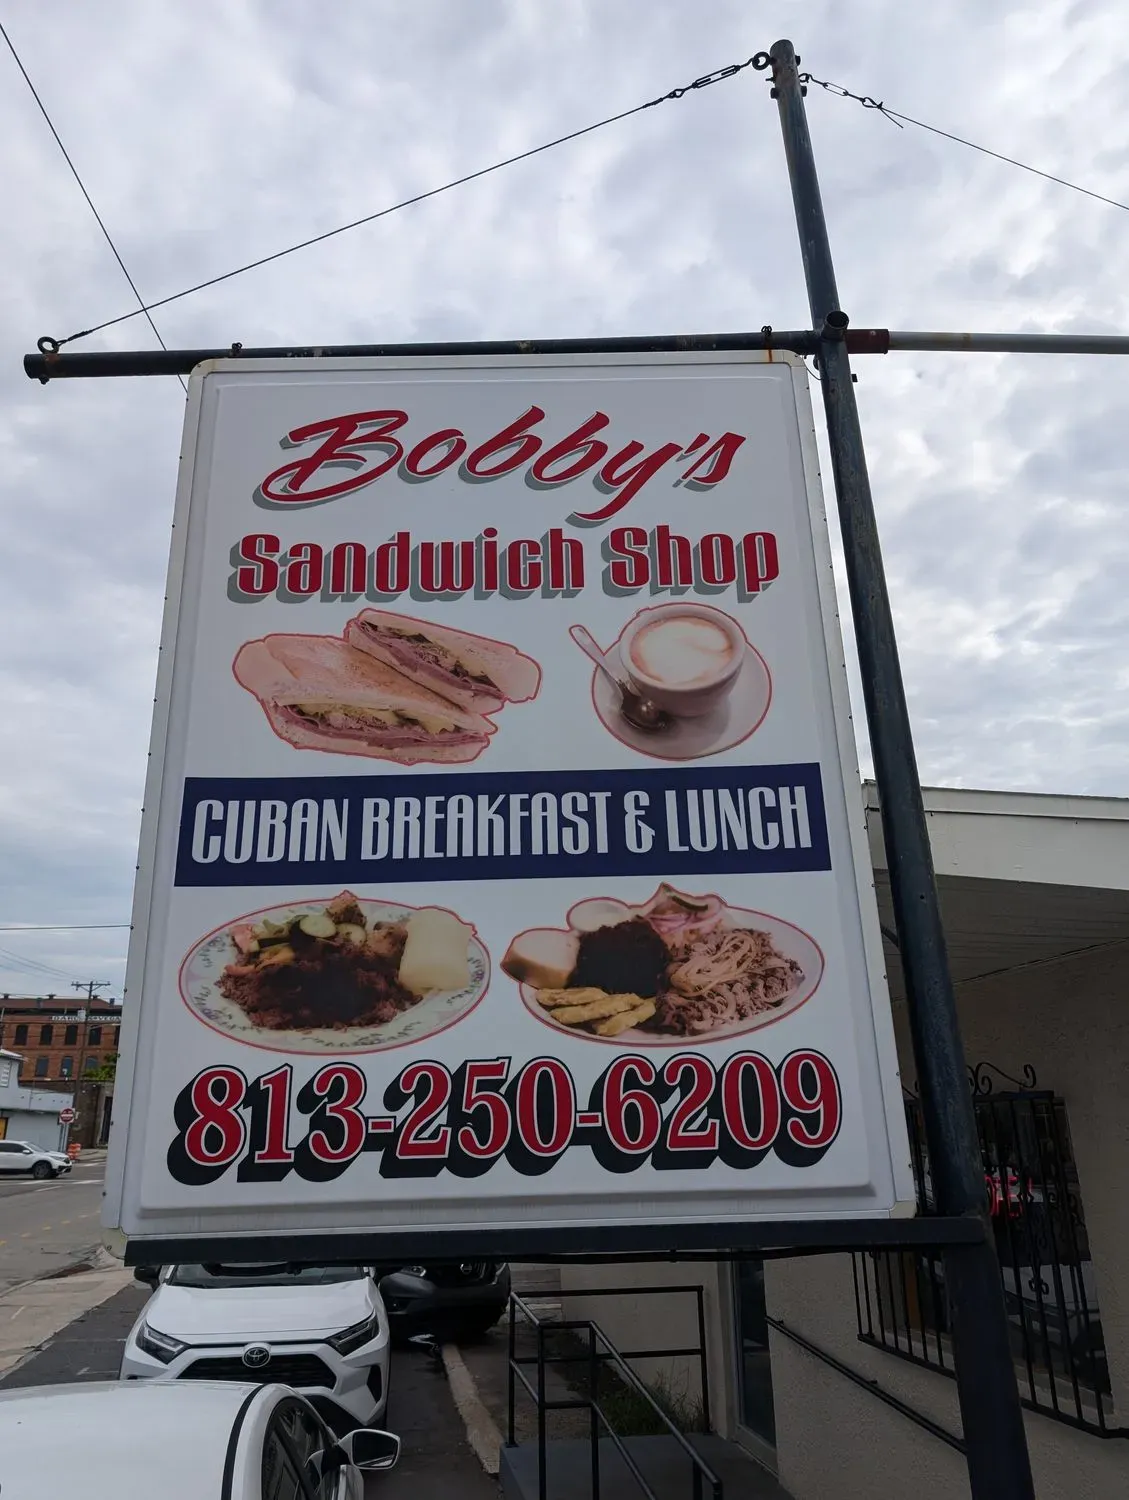 Bobby's
Sandwich Shop
CUBAN BREAKFAST & LUNCH
813-250-6209